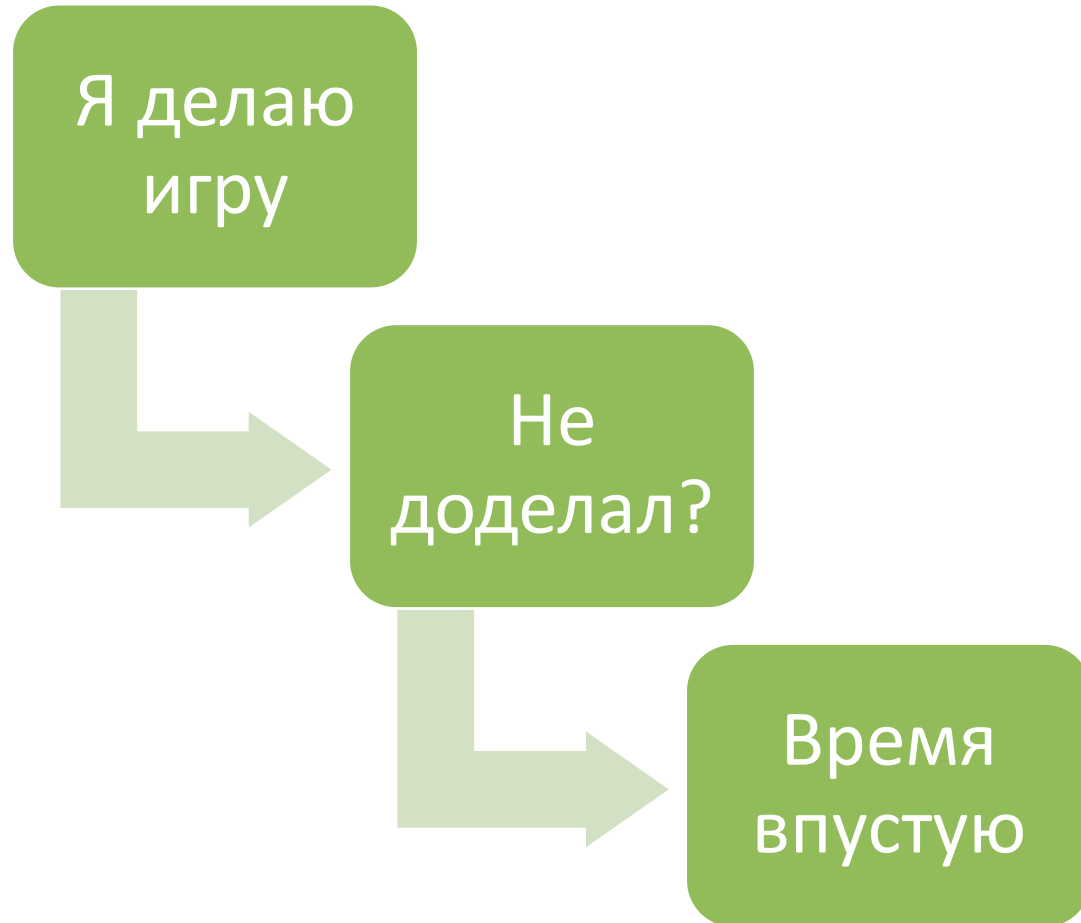 Я делаю
игру
Не
доделал?
Время
впустую